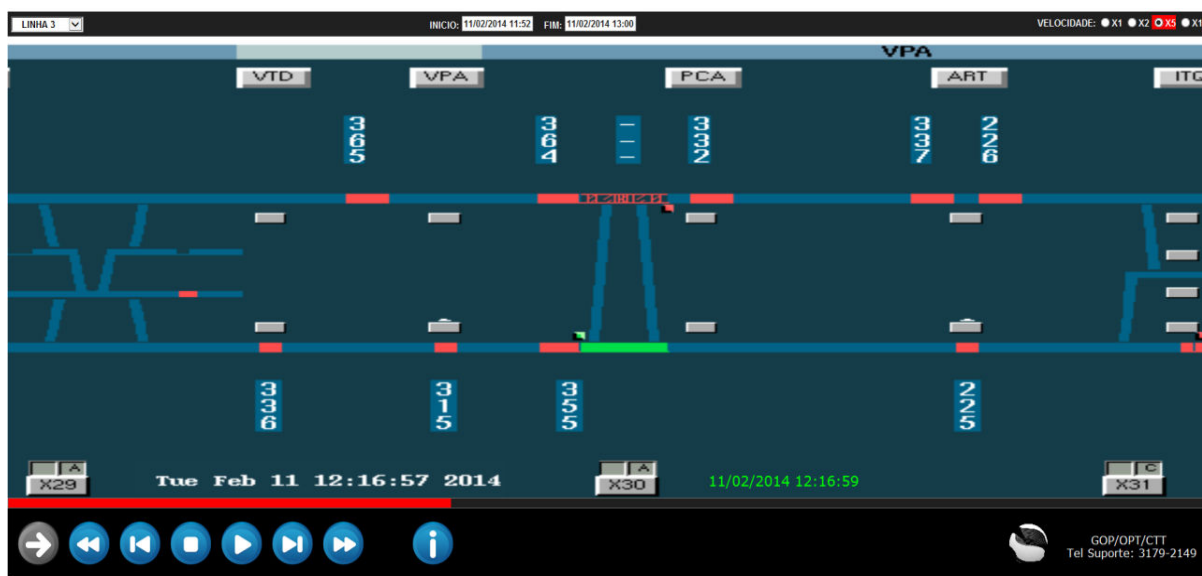 LINHA 3 INICIO: 11/02/2014 11:52 FIM: 11/02/2014 13:00 VELOCIDADE: X1 X2 X5 X1
VPA
VTD VPA PCA ART ITG
365 364 --- 332 337 226
336 315 355 225
A A C
X29 Tue Feb 11 12:16:57 2014 X30 11/02/2014 12:16:59 X31
GOP/OPT/CTT
Tel Suporte: 3179-2149